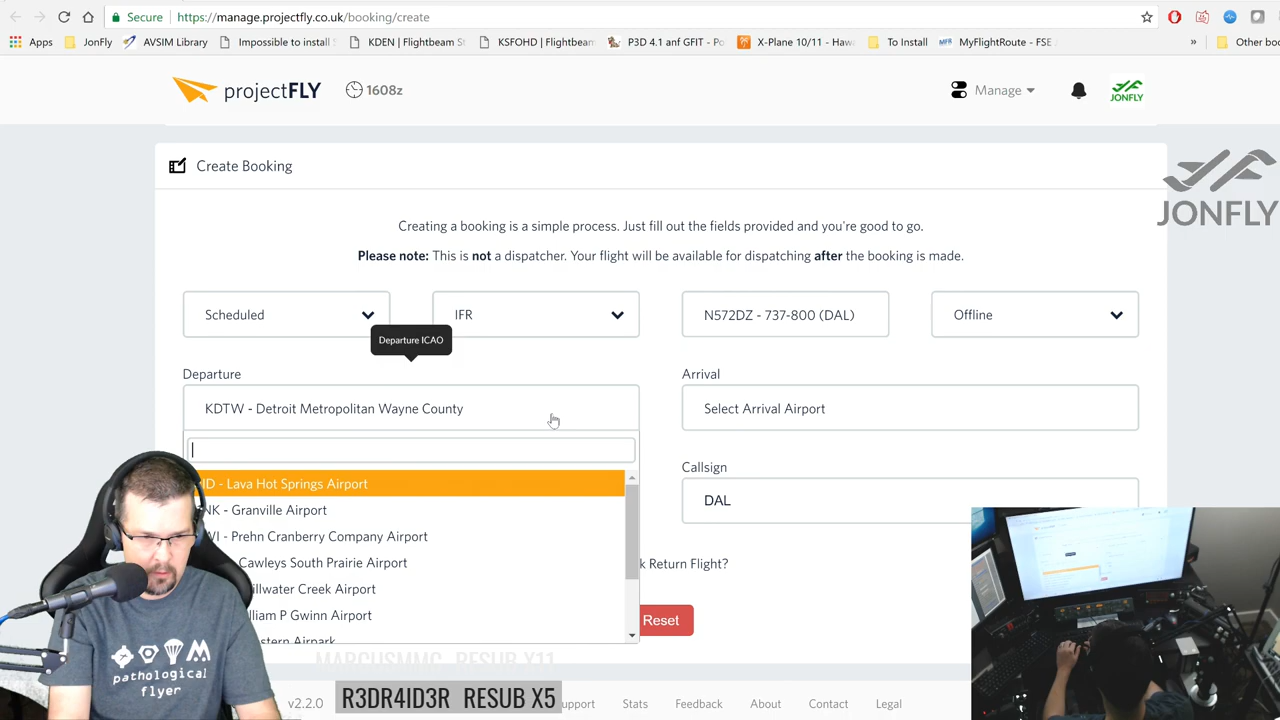 Secure https://manage.projectfly.co.uk/booking/create
Apps JonFly AVSIM Library Impossible to install KDEN | Flightbeam St KSFOHD | Flightbeam P3D 4.1 anf GFIT - Po X-Plane 10/11 - Haw To Install MyFlightRoute - FSE » Other boo
projectFLY 1608z Manage JONFLY
Create Booking
JONFLY
Creating a booking is a simple process. Just fill out the fields provided and you're good to go.
Please note: This is not a dispatcher. Your flight will be available for dispatching after the booking is made.
Scheduled IFR N572DZ - 737-800 (DAL) Offline
Departure ICAO
Departure Arrival
KDTW - Detroit Metropolitan Wayne County Select Arrival Airport
Callsign
ID - Lava Hot Springs Airport
DAL
NK - Granville Airport
WI - Prehn Cranberry Company Airport
Cawleys South Prairie Airport
k Return Flight?
illwater Creek Airport
lliam P Gwinn Airport
Reset
estern Airpark
pathological
flyer
MARCUSMMC RESUB X11
R3DR4ID3R RESUB X5
v2.2.0 upport Stats Feedback About Contact Legal